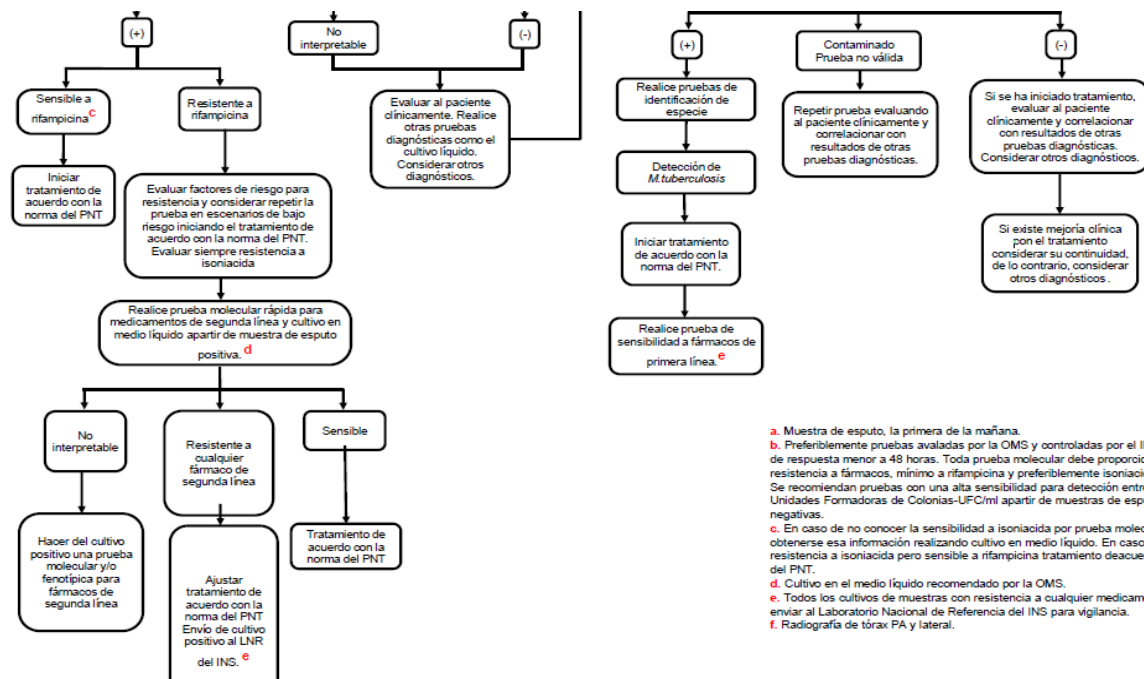 (+)
No
interpretable
(-)
Sensible a
rifampicina c
Resistente a
rifampicina
Evaluar al paciente
clínicamente. Realice
otras pruebas
diagnósticas como el
cultivo líquido.
Considerar otros
diagnósticos.
Iniciar
tratamiento de
acuerdo con la
norma del PNT
Evaluar factores de riesgo para
resistencia y considerar repetir la
prueba en escenarios de bajo
riesgo iniciando el tratamiento de
acuerdo con la norma del PNT.
Evaluar siempre resistencia a
isoniacida
Realice prueba molecular rápida para
medicamentos de segunda línea y cultivo en
medio líquido apartir de muestra de esputo
positiva. d
No
interpretable
Resistente a
cualquier
fármaco de
segunda línea
Sensible
Hacer del cultivo
positivo una prueba
molecular y/o
fenotípica para
fármacos de
segunda línea
Ajustar
tratamiento de
acuerdo con la
norma del PNT
Envío de cultivo
positivo al LNR
del INS. e
Tratamiento de
acuerdo con la
norma del PNT
(+)
Contaminado
Prueba no válida
(-)
Realice pruebas de
identificación de
especie
Repetir prueba evaluando
al paciente clínicamente y
correlacionar con
resultados de otras
pruebas diagnósticas.
Si se ha iniciado tratamiento,
evaluar al paciente
clínicamente y correlacionar
con resultados de otras
pruebas diagnósticas.
Considerar otros diagnósticos.
Detección de
M.tuberculosis
Iniciar tratamiento
de acuerdo con la
norma del PNT.
Si existe mejoría clínica
pon el tratamiento
considerar su continuidad,
de lo contrario, considerar
otros diagnósticos .
Realice prueba de
sensibilidad a fármacos de
primera línea. e
a. Muestra de esputo, la primera de la mañana.
b. Preferiblemente pruebas avaladas por la OMS y controladas por el I
de respuesta menor a 48 horas. Toda prueba molecular debe proporcio
resistencia a fármacos, mínimo a rifampicina y preferiblemente isoniac
Se recomiendan pruebas con una alta sensibilidad para detección entre
Unidades Formadoras de Colonias-UFC/ml apartir de muestras de esp
negativas.
c. En caso de no conocer la sensibilidad a isoniacida por prueba molec
obtenerse esa información realizando cultivo en medio líquido. En caso
resistencia a isoniacida pero sensible a rifampicina tratamiento deacue
del PNT.
d. Cultivo en el medio líquido recomendado por la OMS.
e. Todos los cultivos de muestras con resistencia a cualquier medicam
enviar al Laboratorio Nacional de Referencia del INS para vigilancia.
f. Radiografía de tórax PA y lateral.